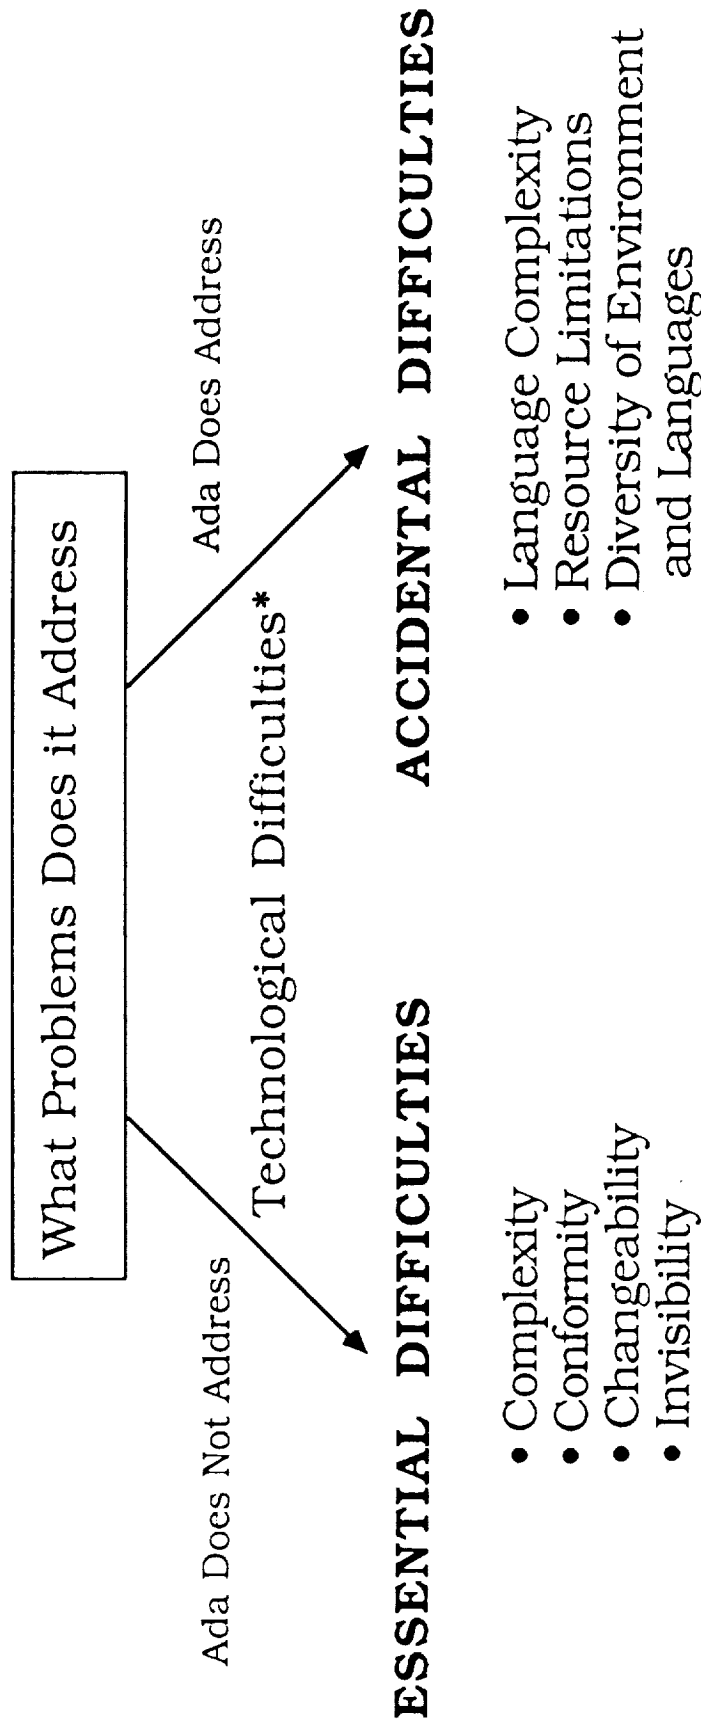 What Problems Does it Address
Ada Does Not Address
Ada Does Address
Technological Difficulties*
ESSENTIAL DIFFICULTIES
• Complexity
• Conformity
• Changeability
• Invisibility
ACCIDENTAL DIFFICULTIES
• Language Complexity
• Resource Limitations
• Diversity of Environment
and Languages